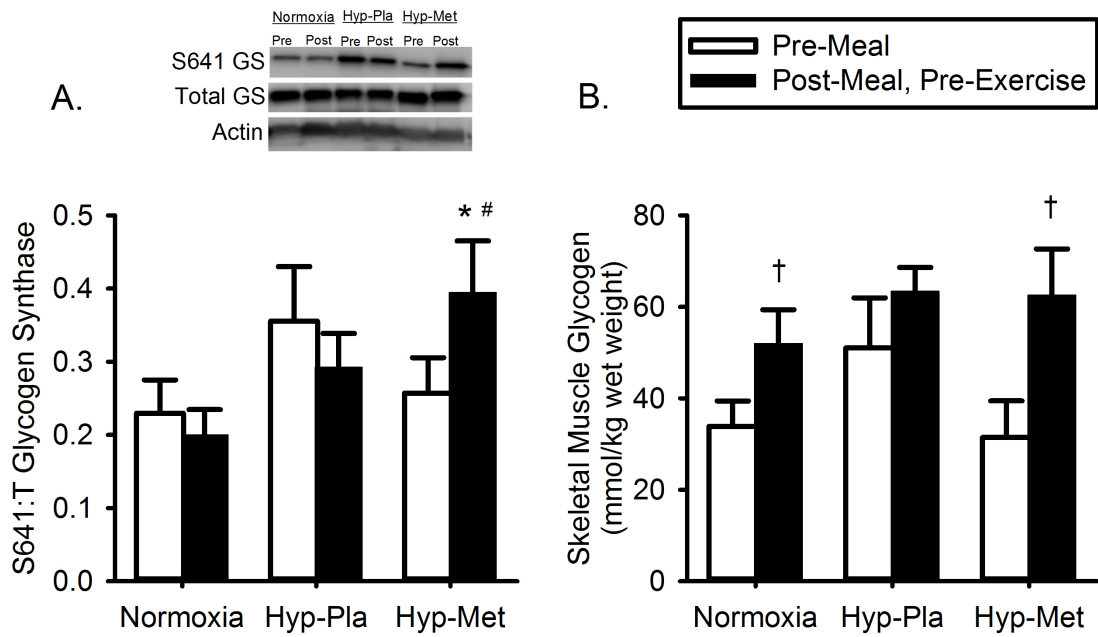 Normoxia Hyp-Pla Hyp-Met
Pre Post Pre Post Pre Post
S641 GS
Total GS
Actin
A.
S641:T Glycogen Synthase
0.5
0.4
0.3
0.2
0.1
0.0
* #
Normoxia Hyp-Pla Hyp-Met
B.
Pre-Meal
Post-Meal, Pre-Exercise
Skeletal Muscle Glycogen
(mmol/kg wet weight)
80
60
40
20
0
† †
Normoxia Hyp-Pla Hyp-Met